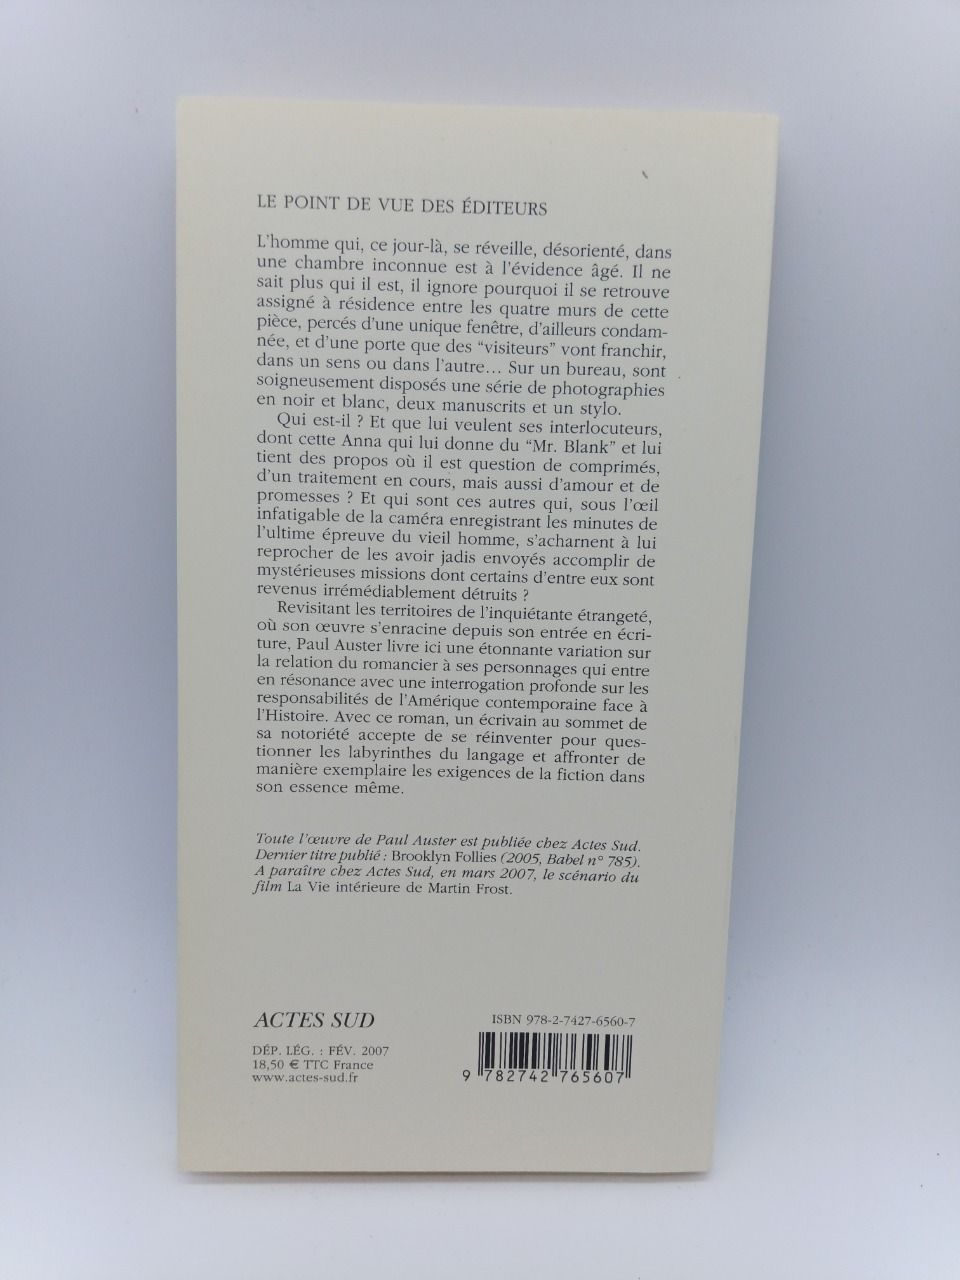 LE POINT DE VUE DES ÉDITEURS
L'homme qui, ce jour-là, se réveille, désorienté, dans
une chambre inconnue est à l'évidence âgé. Il ne
sait plus qui il est, il ignore pourquoi il se retrouve
assigné à résidence entre les quatre murs de cette
pièce, percés d'une unique fenêtre, d'ailleurs condam-
née, et d'une porte que des "visiteurs" vont franchir,
dans un sens ou dans l'autre... Sur un bureau, sont
soigneusement disposés une série de photographies
en noir et blanc, deux manuscrits et un stylo.
Qui est-il ? Et que lui veulent ses interlocuteurs,
dont cette Anna qui lui donne du "Mr. Blank" et lui
tient des propos où il est question de comprimés,
d'un traitement en cours, mais aussi d'amour et de
promesses ? Et qui sont ces autres qui, sous l'œil
infatigable de la caméra enregistrant les minutes de
l'ultime épreuve du vieil homme, s'acharnent à lui
reprocher de les avoir jadis envoyés accomplir de
mystérieuses missions dont certains d'entre eux sont
revenus irrémédiablement détruits ?
Revisitant les territoires de l'inquiétante étrangeté,
où son œuvre s'enracine depuis son entrée en écri-
ture, Paul Auster livre ici une étonnante variation sur
la relation du romancier à ses personnages qui entre
en résonance avec une interrogation profonde sur les
responsabilités de l'Amérique contemporaine face à
l'Histoire. Avec ce roman, un écrivain au sommet de
sa notoriété accepte de se réinventer pour ques-
tionner les labyrinthes du langage et affronter de
manière exemplaire les exigences de la fiction dans
son essence même.
Toute l'œuvre de Paul Auster est publiée chez Actes Sud.
Dernier titre publié : Brooklyn Follies (2005, Babel n° 785).
A paraître chez Actes Sud, en mars 2007, le scénario du
film La Vie intérieure de Martin Frost.
ACTES SUD
DÉP. LÉG. : FÉV. 2007
18,50 € TTC France
www.actes-sud.fr
ISBN 978-2-7427-6560-7
9 782742 765607